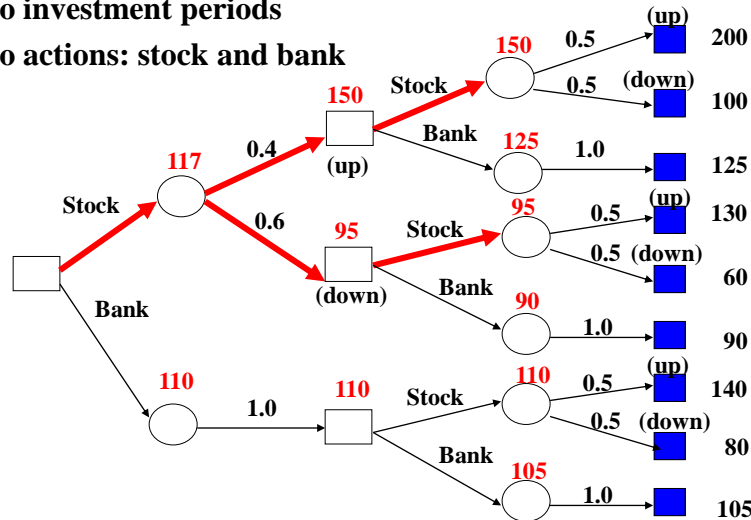 o investment periods
o actions: stock and bank
(up)
150 0.5 200
Stock 0.5 (down)
150 100
Bank
0.4 125 1.0
117 (up) 125
Stock 95 (up)
0.6 Stock 0.5 130
95 0.5 (down)
(down) Bank 60
Bank 90
1.0 90
110 110 110 (up)
Stock 0.5 140
1.0 0.5 (down)
Bank 80
105
1.0 105